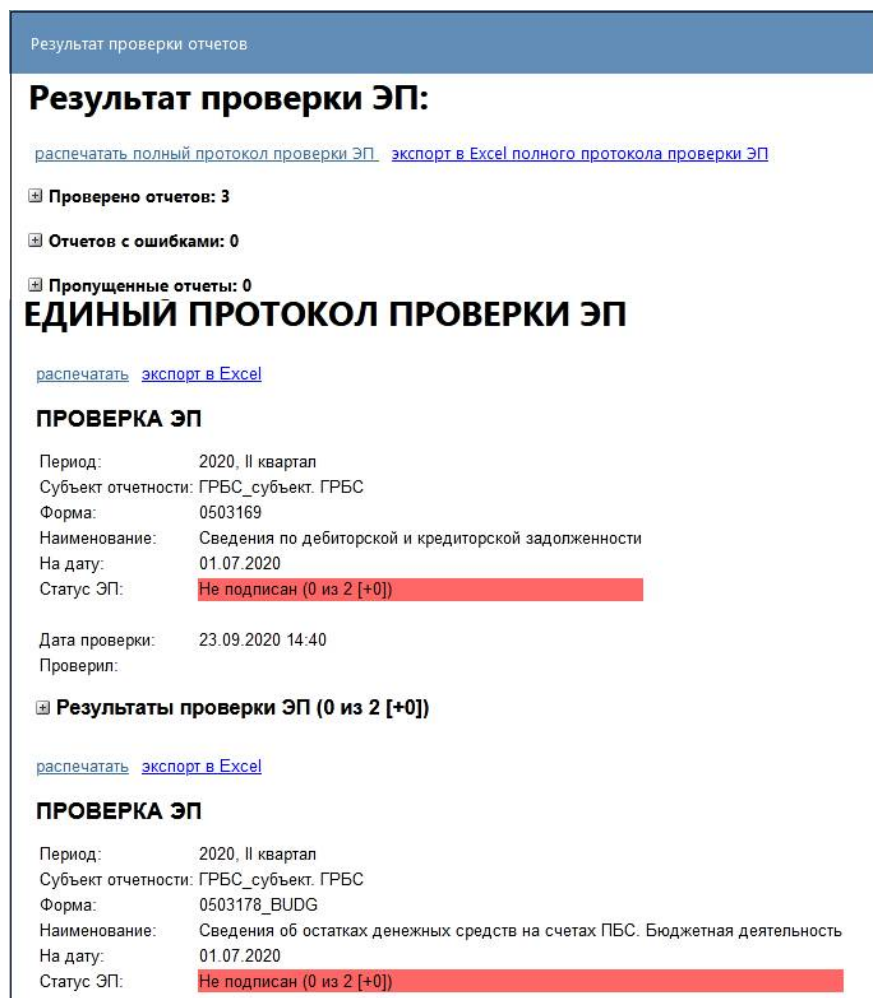 Результат проверки отчетов
Результат проверки ЭП:
распечатать полный протокол проверки ЭП экспорт в Excel полного протокола проверки ЭП
Проверено отчетов: 3
Отчетов с ошибками: 0
Пропущенные отчеты: 0
ЕДИНЫЙ ПРОТОКОЛ ПРОВЕРКИ ЭП
распечатать экспорт в Excel
ПРОВЕРКА ЭП
Период: 2020, II квартал
Субъект отчетности: ГРБС_субъект. ГРБС
Форма: 0503169
Наименование: Сведения по дебиторской и кредиторской задолженности
На дату: 01.07.2020
Статус ЭП: Не подписан (0 из 2 [+0])
Дата проверки: 23.09.2020 14:40
Проверил:
Результаты проверки ЭП (0 из 2 [+0])
распечатать экспорт в Excel
ПРОВЕРКА ЭП
Период: 2020, II квартал
Субъект отчетности: ГРБС_субъект. ГРБС
Форма: 0503178_BUDG
Наименование: Сведения об остатках денежных средств на счетах ПБС. Бюджетная деятельность
На дату: 01.07.2020
Статус ЭП: Не подписан (0 из 2 [+0])